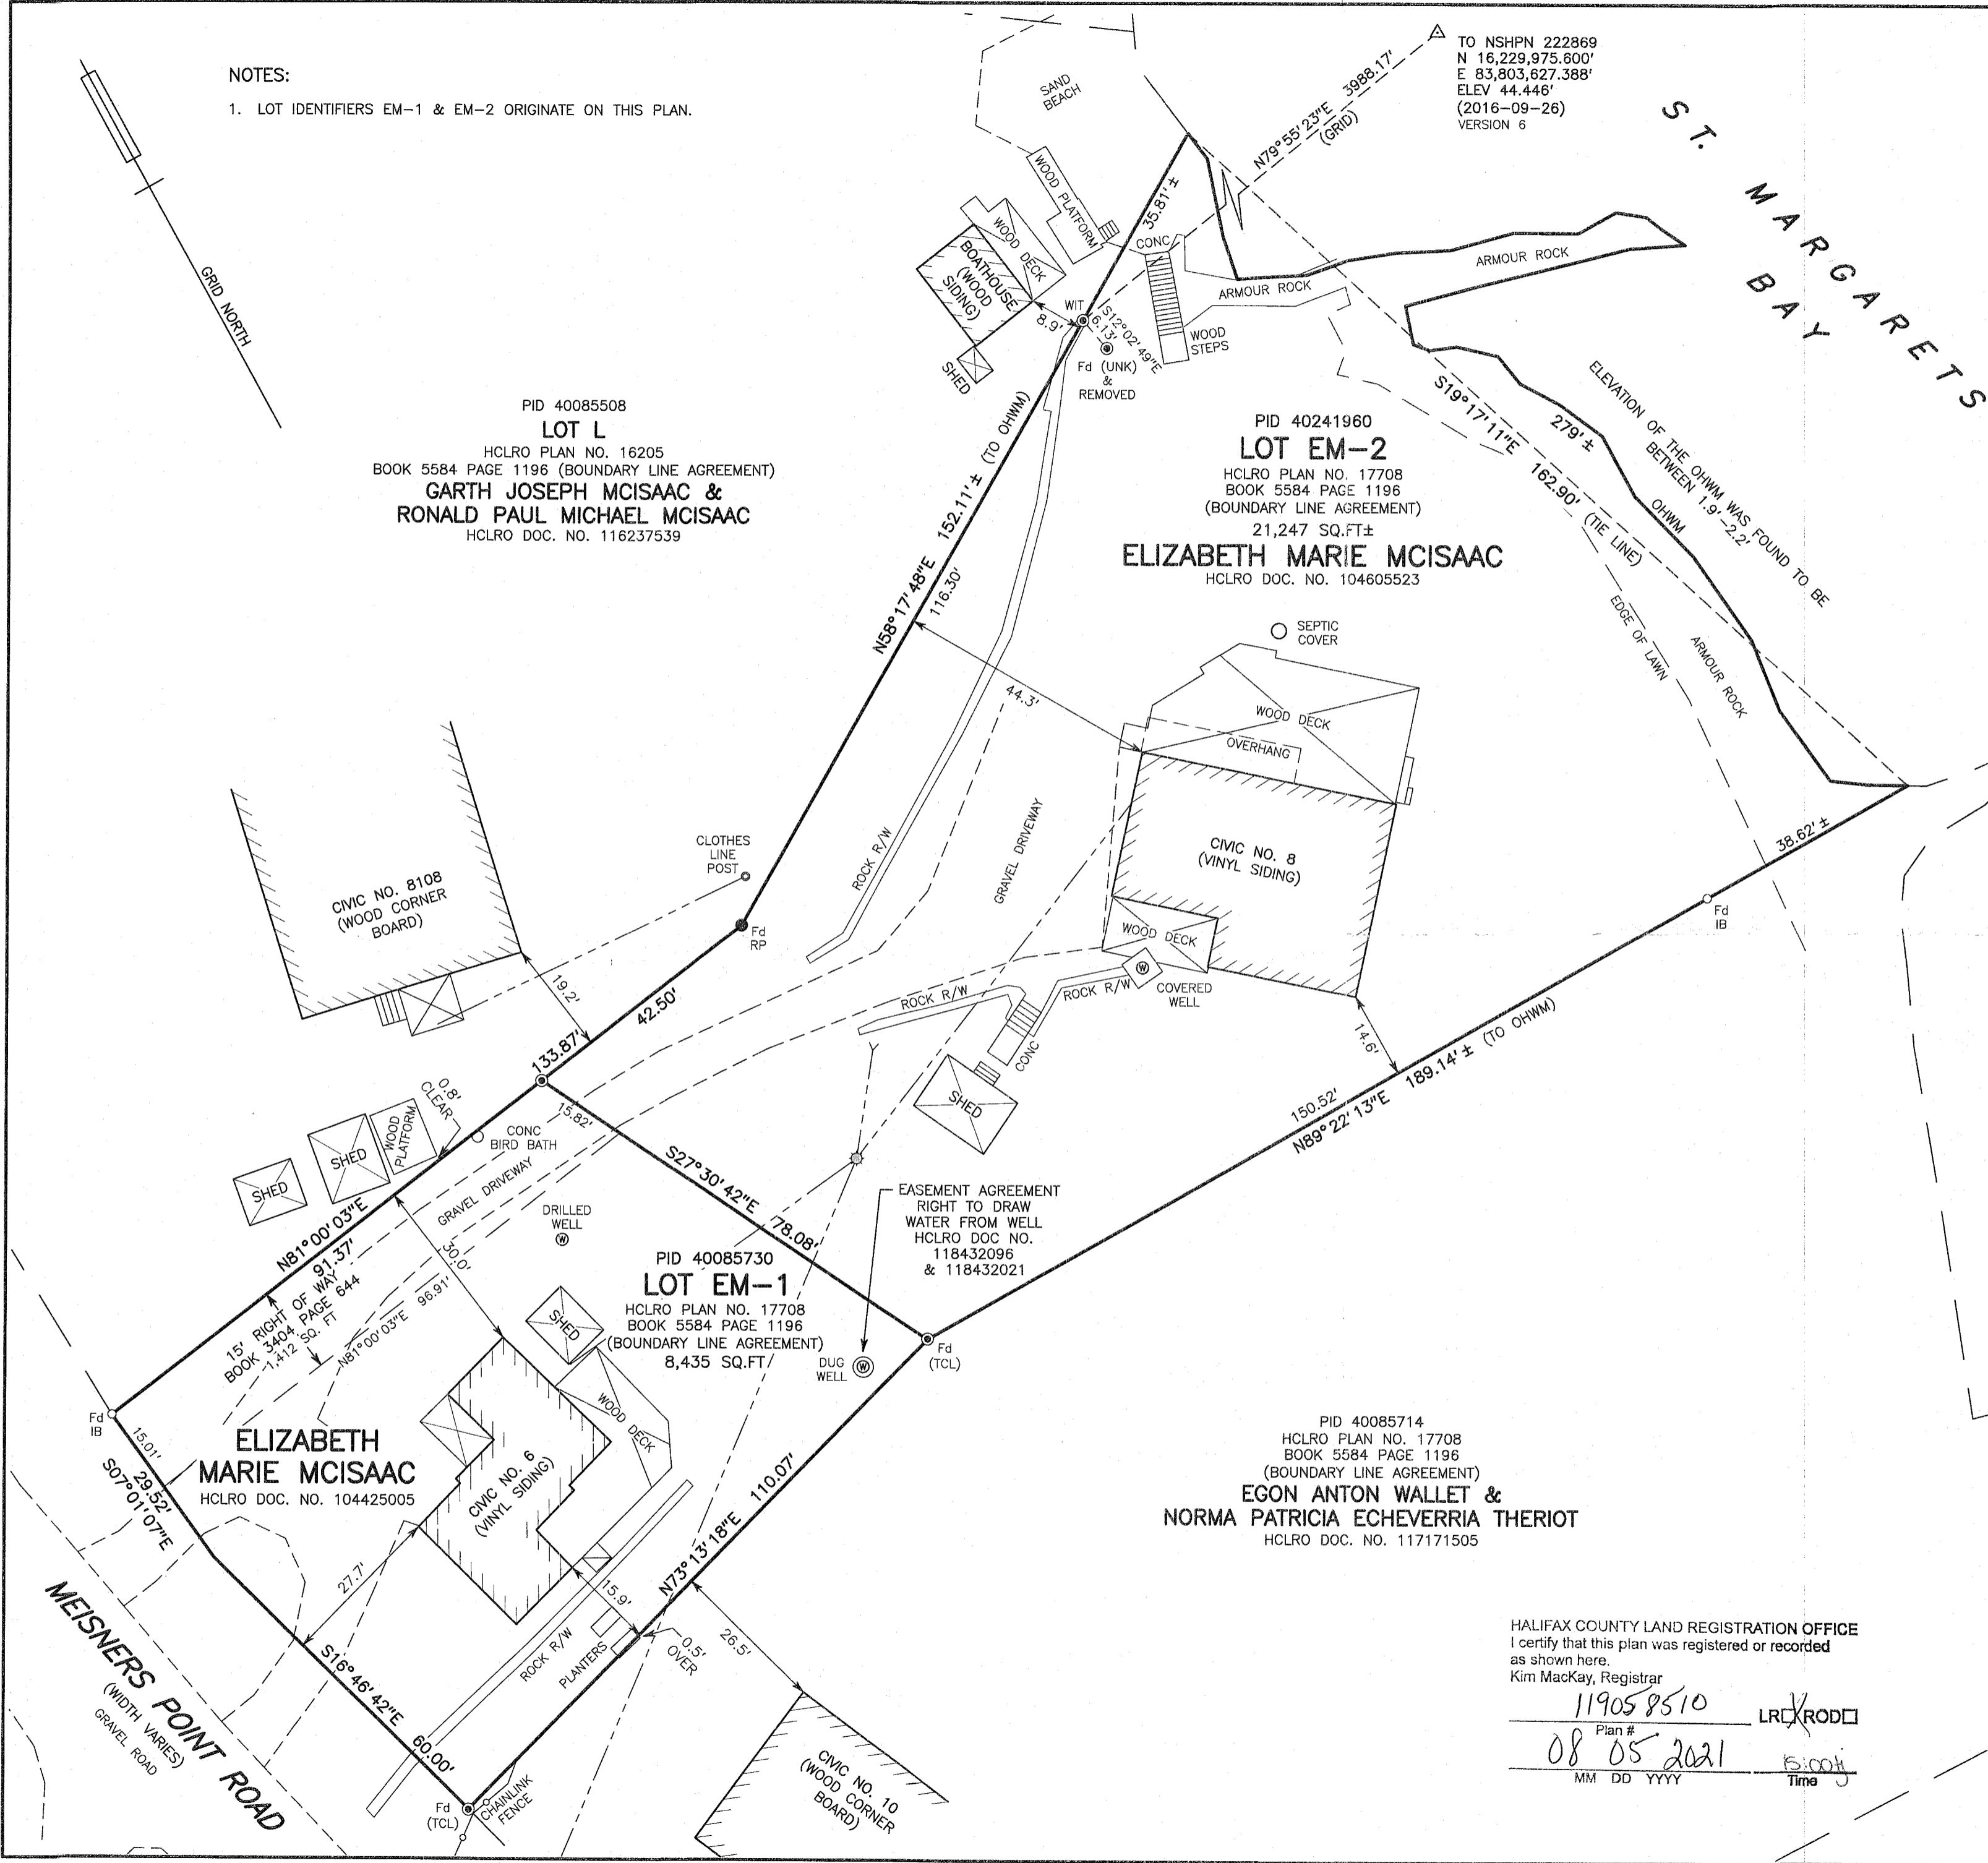 NOTES:
1. LOT IDENTIFIERS EM-1 & EM-2 ORIGINATE ON THIS PLAN.
GRID NORTH
SAND
BEACH
TO NSHPN 222869
N 16,229,975.600'
E 83,803,627.388'
ELEV 44.446'
(2016-09-26)
VERSION 6
N79°55'23"E 3988.17'
(GRID)
ST. MARGARETS
BAY
WOOD PLATFORM
WOOD DECK
BOATHOUSE
(WOOD
SIDING)
SHED
8.9'
WIT
35.81'±
CONC
ARMOUR ROCK
ARMOUR ROCK
WOOD
STEPS
S12°02'49"E
6.13'
Fd (UNK)
&
REMOVED
PID 40085508
LOT L
HCLRO PLAN NO. 16205
BOOK 5584 PAGE 1196 (BOUNDARY LINE AGREEMENT)
GARTH JOSEPH MCISAAC &
RONALD PAUL MICHAEL MCISAAC
HCLRO DOC. NO. 116237539
N58°17'48"E 152.11'± (TO OHWM)
116.30'
PID 40241960
LOT EM-2
HCLRO PLAN NO. 17708
BOOK 5584 PAGE 1196
(BOUNDARY LINE AGREEMENT)
21,247 SQ.FT±
ELIZABETH MARIE MCISAAC
HCLRO DOC. NO. 104605523
S19°17'11"E 162.90' (TIE LINE)
279'±
OHWM
ELEVATION OF THE OHWM WAS FOUND TO BE
BETWEEN 1.9'-2.2'
EDGE OF LAWN
ARMOUR ROCK
SEPTIC
COVER
44.3'
WOOD DECK
OVERHANG
CIVIC NO. 8
(VINYL SIDING)
WOOD DECK
GRAVEL DRIVEWAY
ROCK R/W
38.62'±
Fd
IB
CLOTHES
LINE
POST
CIVIC NO. 8108
(WOOD CORNER
BOARD)
Fd
RP
19.2'
42.50'
133.87'
ROCK R/W
ROCK R/W
W
COVERED
WELL
CONC
SHED
14.6'
150.52'
N89°22'13"E 189.14'± (TO OHWM)
0.8'
CLEAR
WOOD
PLATFORM
SHED
SHED
CONC
BIRD BATH
15.82'
GRAVEL DRIVEWAY
S27°30'42"E 78.08'
DRILLED
WELL
W
EASEMENT AGREEMENT
RIGHT TO DRAW
WATER FROM WELL
HCLRO DOC NO.
118432096
& 118432021
N81°00'03"E
91.37'
30.0'
15' RIGHT OF WAY
BOOK 3404 PAGE 644
1,412 SQ. FT
N81°00'03"E 96.91'
PID 40085730
LOT EM-1
HCLRO PLAN NO. 17708
BOOK 5584 PAGE 1196
(BOUNDARY LINE AGREEMENT)
8,435 SQ.FT
SHED
DUG
WELL
W
Fd
(TCL)
WOOD DECK
Fd
IB
15.01'
29.52'
S07°01'07"E
ELIZABETH
MARIE MCISAAC
HCLRO DOC. NO. 104425005
CIVIC NO. 6
(VINYL SIDING)
27.7'
15.9'
N73°13'18"E 110.07'
PID 40085714
HCLRO PLAN NO. 17708
BOOK 5584 PAGE 1196
(BOUNDARY LINE AGREEMENT)
EGON ANTON WALLET &
NORMA PATRICIA ECHEVERRIA THERIOT
HCLRO DOC. NO. 117171505
MEISNERS POINT ROAD
(WIDTH VARIES)
GRAVEL ROAD
S16°46'42"E
60.00'
ROCK R/W
PLANTERS
0.5'
OVER
26.5'
Fd
(TCL)
CHAINLINK
FENCE
CIVIC NO. 10
(WOOD CORNER
BOARD)
HALIFAX COUNTY LAND REGISTRATION OFFICE
I certify that this plan was registered or recorded
as shown here.
Kim MacKay, Registrar
119058510 LR ROD
Plan #
08 05 2021 15:00
MM DD YYYY Time